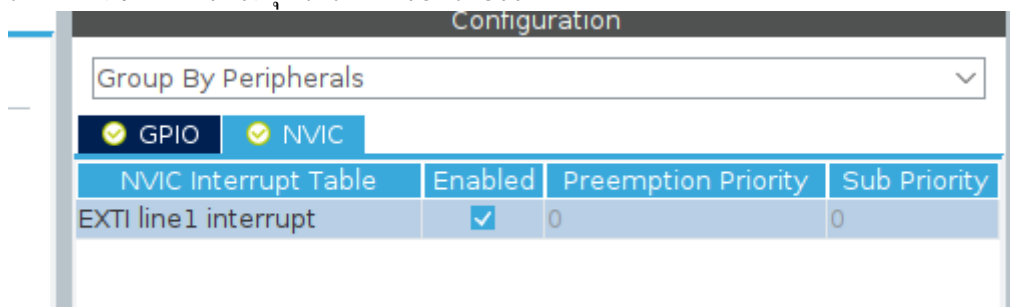 Configuration
Group By Peripherals
GPIO NVIC
NVIC Interrupt Table Enabled Preemption Priority Sub Priority
EXTI line1 interrupt 0 0